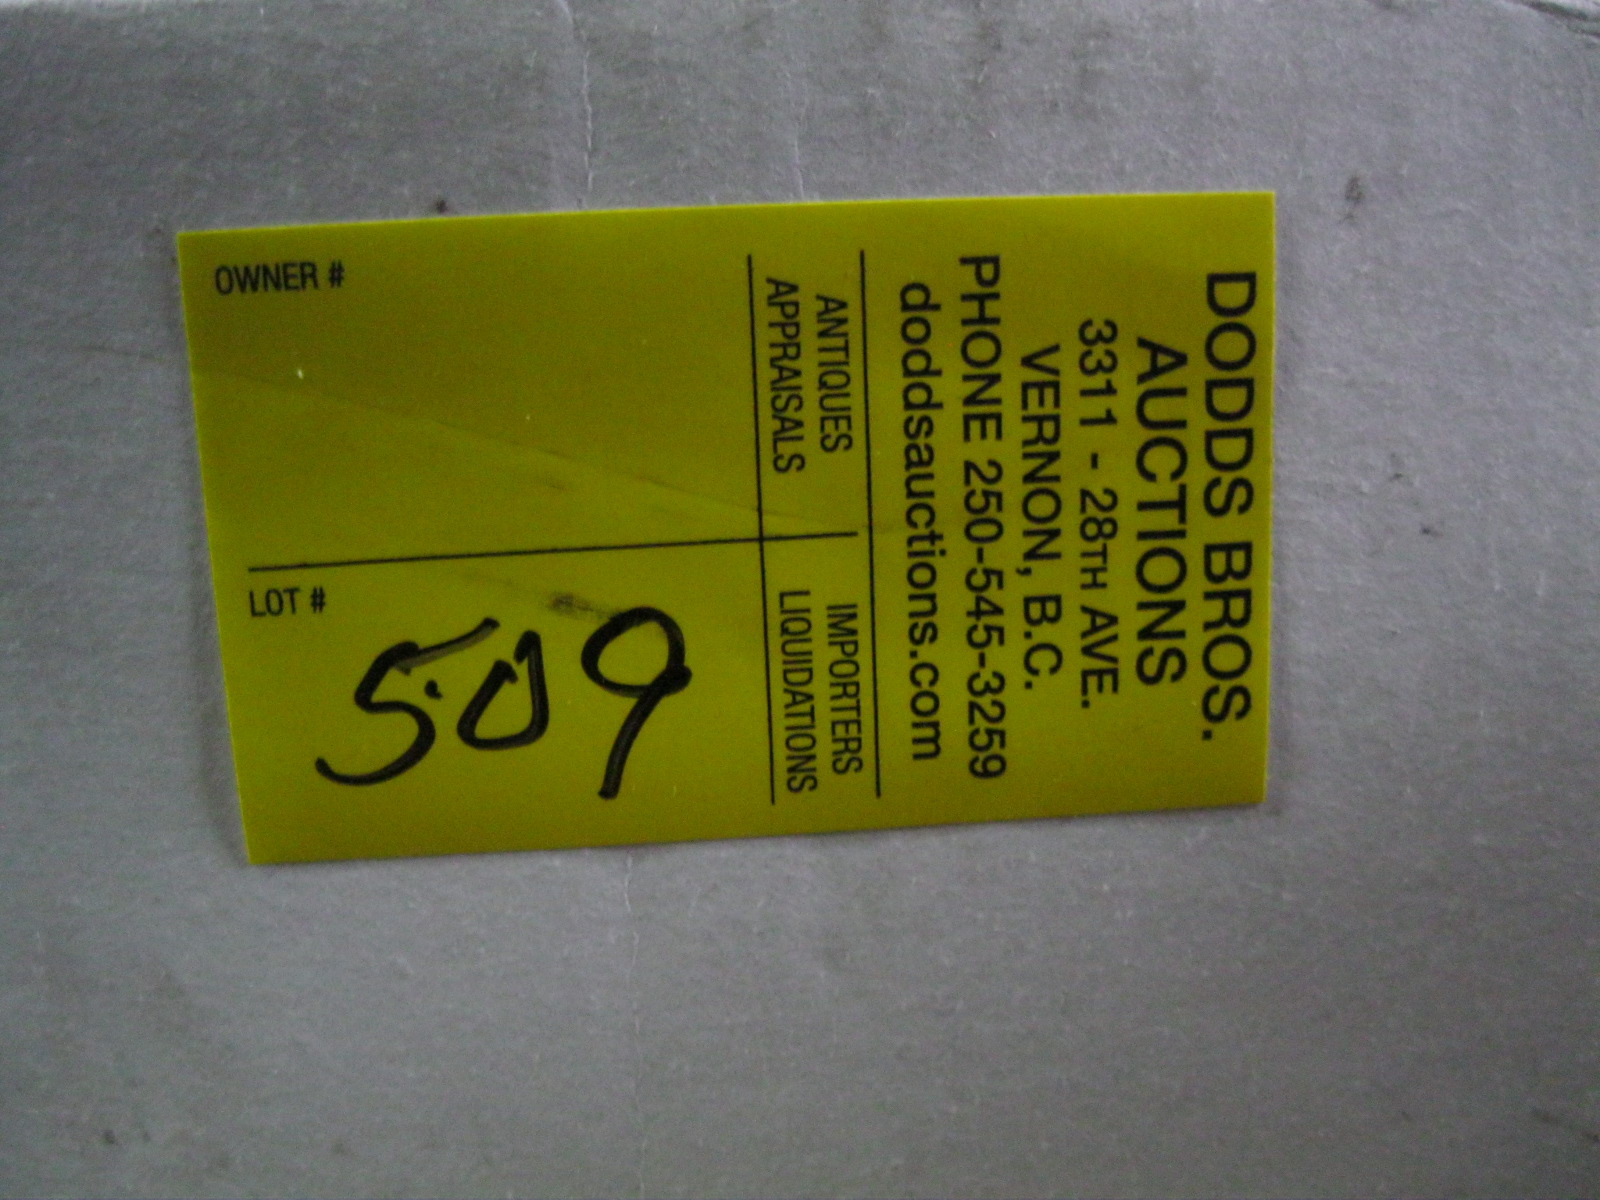 DODDS BROS.
AUCTIONS
3311 - 28TH AVE.
VERNON, B.C.
PHONE 250-545-3259
doddsauctions.com
ANTIQUES
APPRAISALS
IMPORTERS
LIQUIDATIONS
OWNER #
LOT #
509